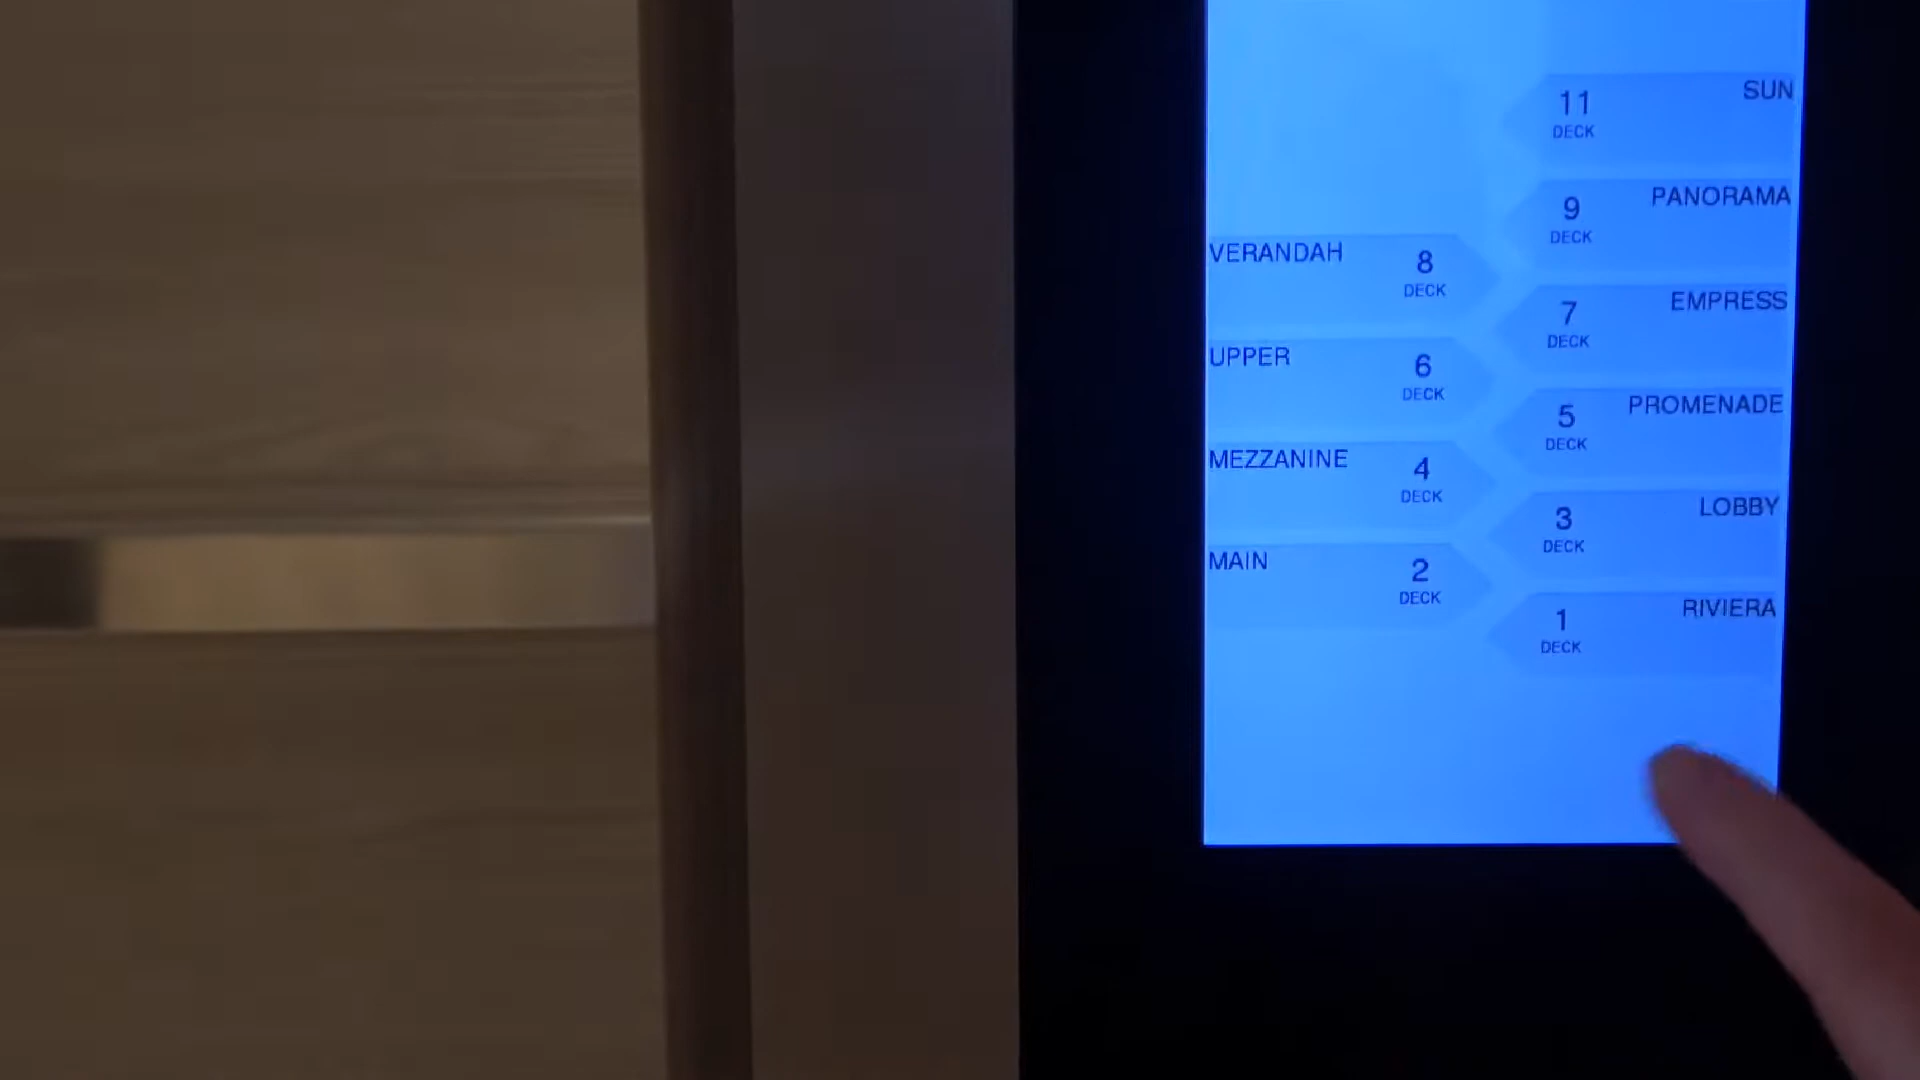 SUN
11
DECK
PANORAMA
9
DECK
VERANDAH
8
DECK
EMPRESS
7
DECK
UPPER
6
DECK
PROMENADE
5
DECK
MEZZANINE
4
DECK
LOBBY
3
DECK
MAIN
2
DECK
RIVIERA
1
DECK